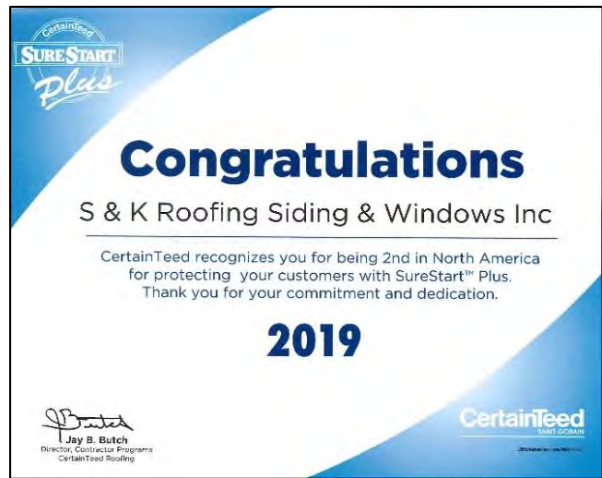 CertainTeed
SURESTART
Plus
Congratulations
S & K Roofing Siding & Windows Inc
CertainTeed recognizes you for being 2nd in North America
for protecting your customers with SureStart™ Plus.
Thank you for your commitment and dedication.
2019
Jay B. Butch
Director, Contractor Programs
CertainTeed Roofing
CertainTeed
SAINT-GOBAIN